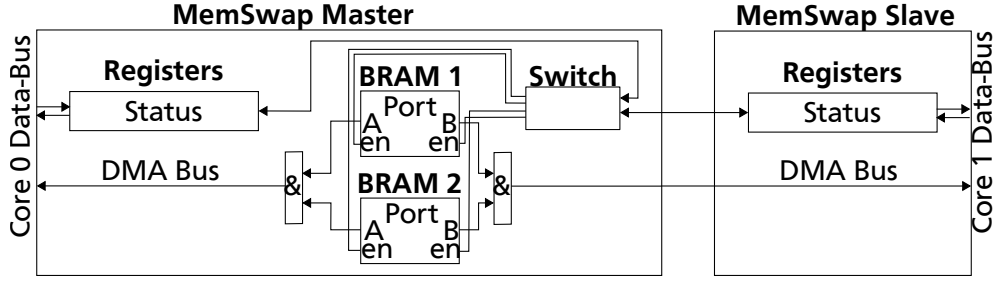 MemSwap Master
MemSwap Slave
Core 0 Data-Bus
Registers
Status
BRAM 1
Port
A
B
en
en
Switch
Registers
Status
Core 1 Data-Bus
DMA Bus
&
BRAM 2
&
DMA Bus
Port
A
B
en
en